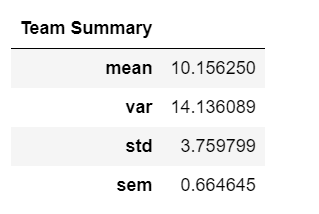 Team Summary
mean 10.156250
var 14.136089
std 3.759799
sem 0.664645